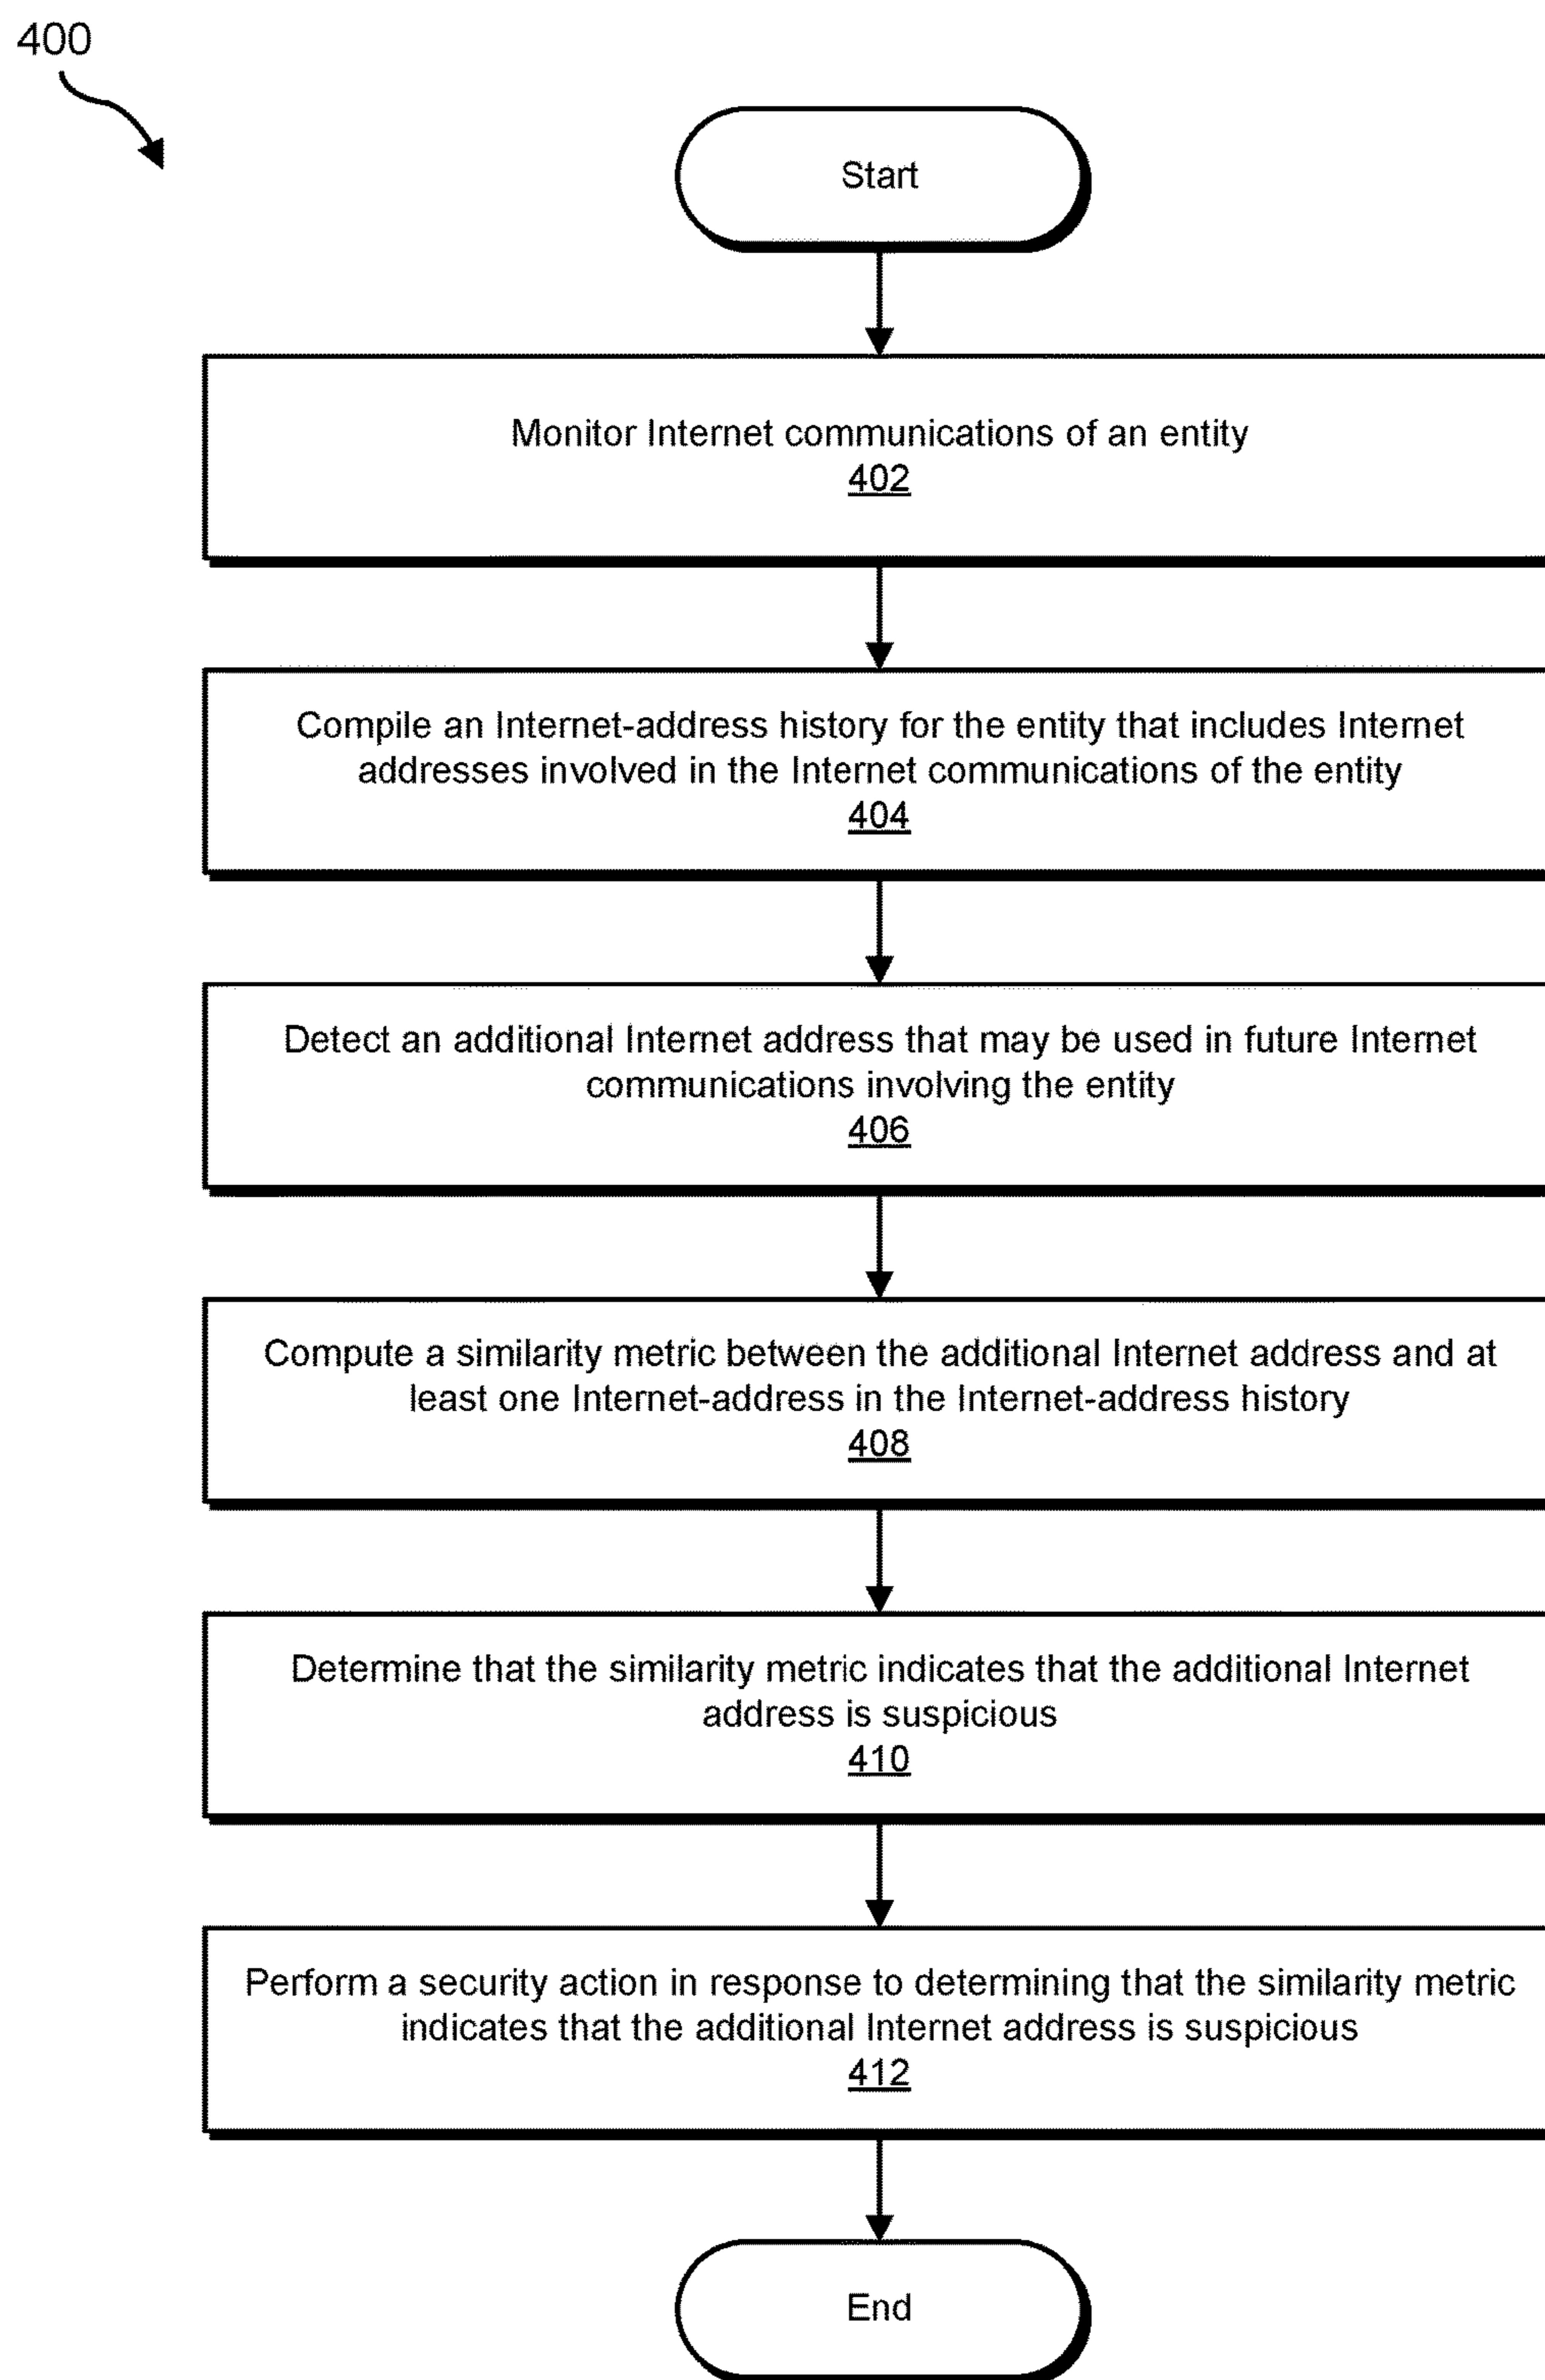 400
Start
Monitor Internet communications of an entity
402
Compile an Internet-address history for the entity that includes Internet
addresses involved in the Internet communications of the entity
404
Detect an additional Internet address that may be used in future Internet
communications involving the entity
406
Compute a similarity metric between the additional Internet address and at
least one Internet-address in the Internet-address history
408
Determine that the similarity metric indicates that the additional Internet
address is suspicious
410
Perform a security action in response to determining that the similarity metric
indicates that the additional Internet address is suspicious
412
End